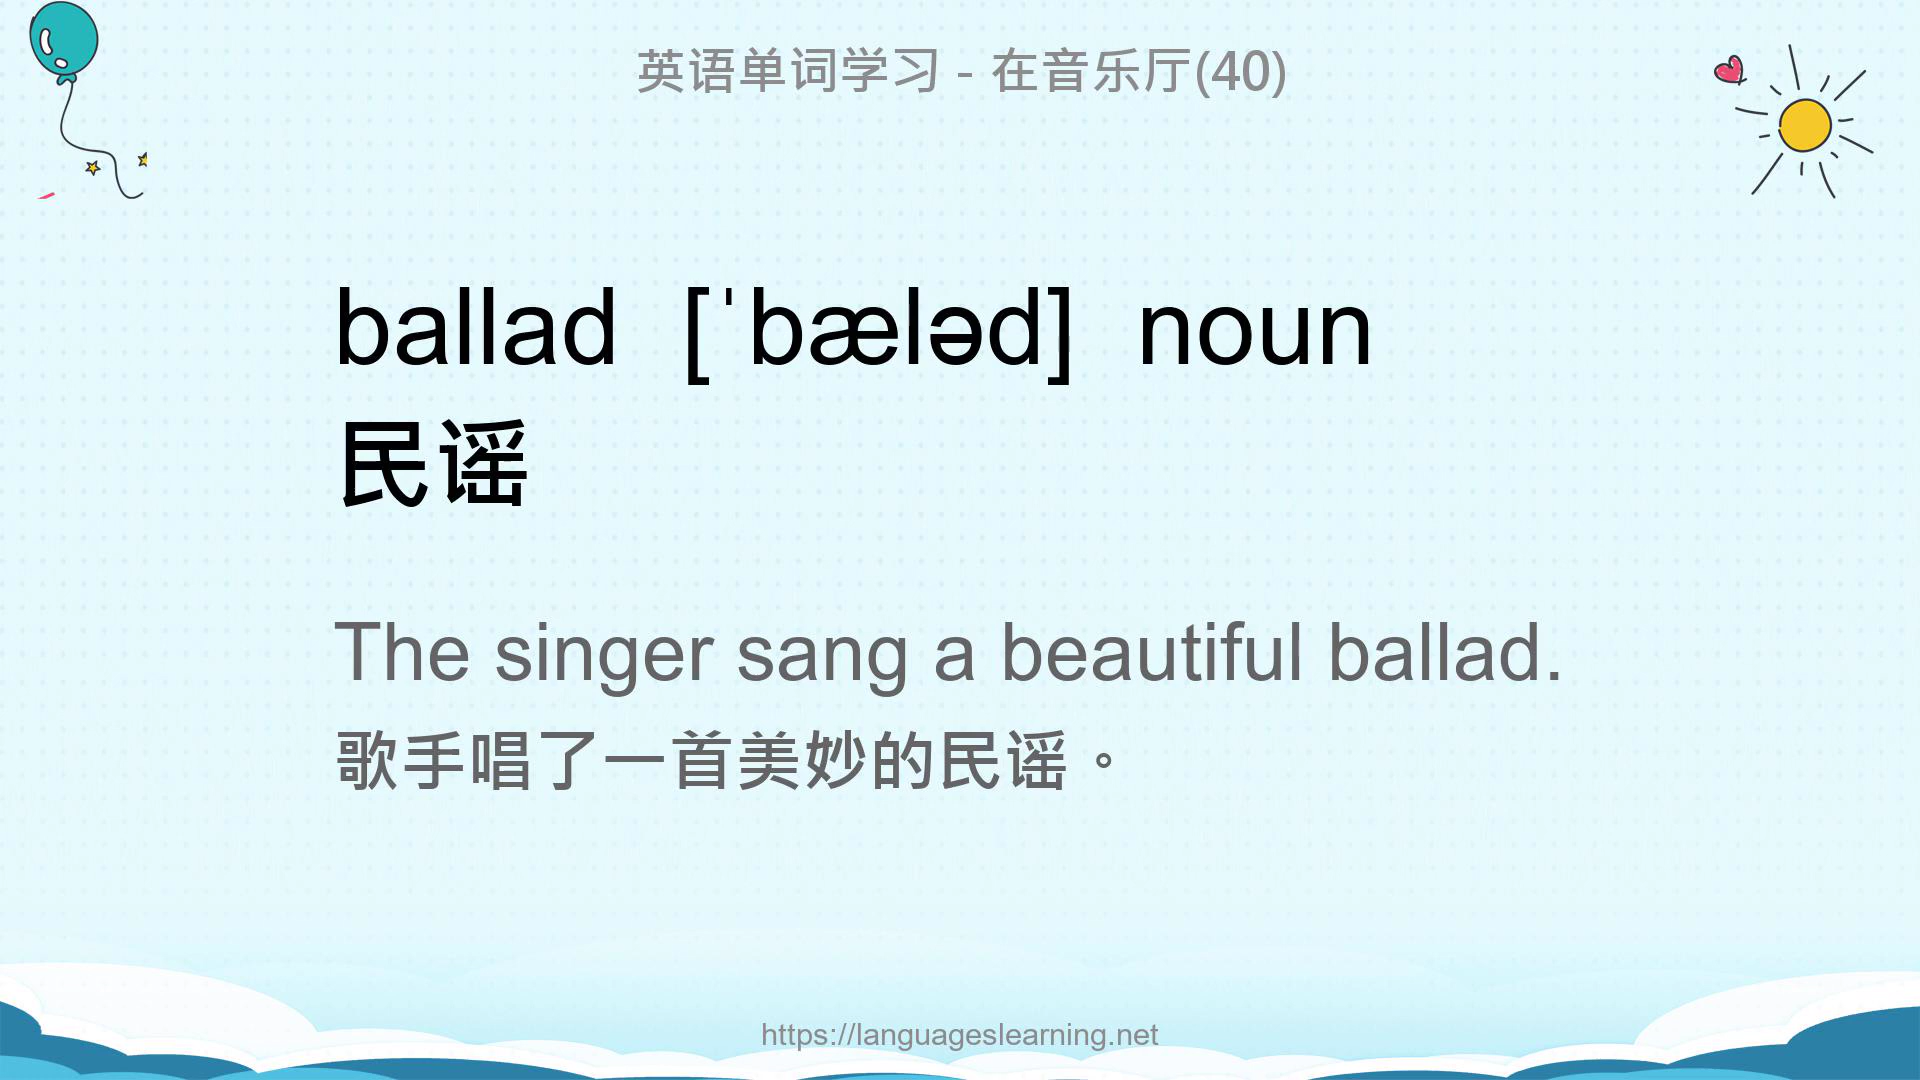 英语单词学习 - 在音乐厅(40)
ballad [ˈbæləd] noun
民谣
The singer sang a beautiful ballad.
歌手唱了一首美妙的民谣。
https://languageslearning.net